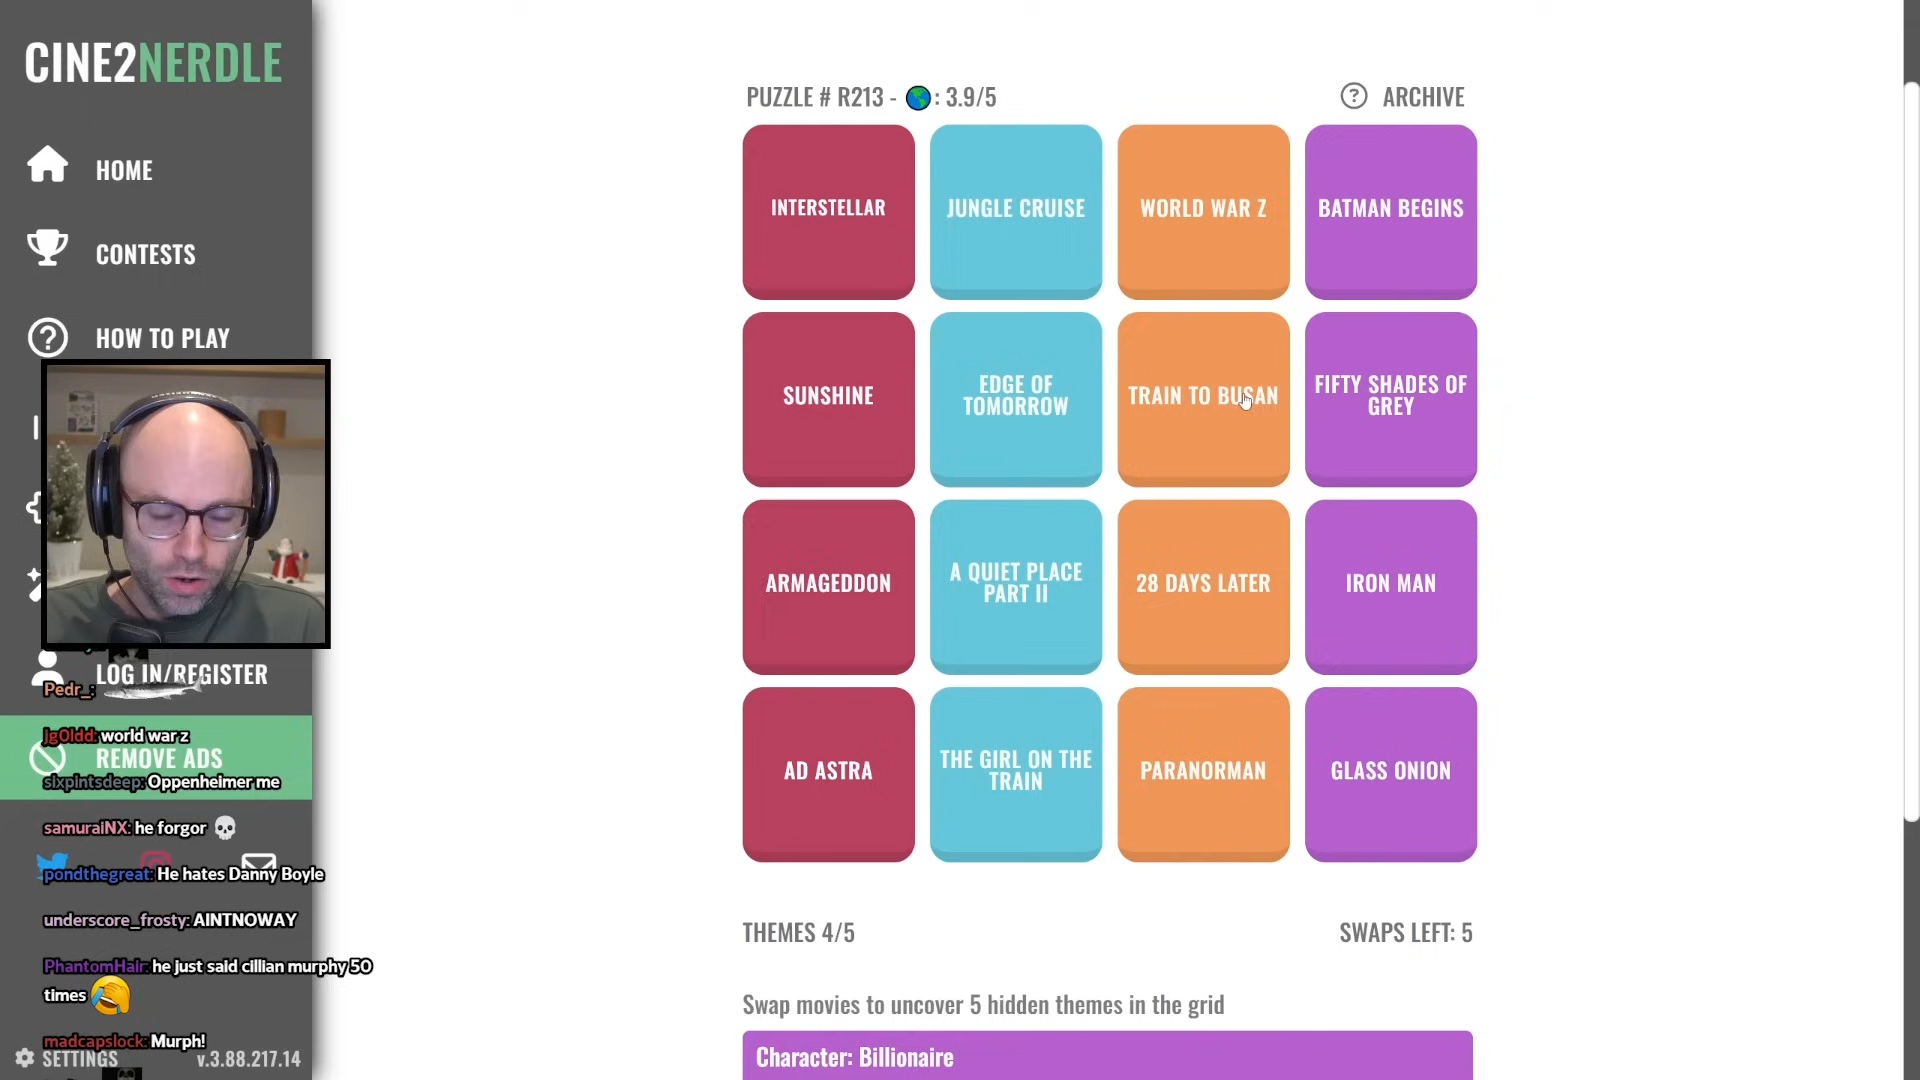 CINE2NERDLE
HOME
CONTESTS
HOW TO PLAY
LOG IN/REGISTER
REMOVE ADS
SETTINGS
v.3.88.217.14
Pedr_:
Jg0ldd: world war z
slxpintsdeep: Oppenheimer me
samuraiNX: he forgor
pondthegreat: He hates Danny Boyle
underscore_frosty: AINTNOWAY
PhantomHair: he just said cillian murphy 50
times
madcapslock: Murph!
PUZZLE # R213 - : 3.9/5
? ARCHIVE
INTERSTELLAR
JUNGLE CRUISE
WORLD WAR Z
BATMAN BEGINS
SUNSHINE
EDGE OF
TOMORROW
TRAIN TO BUSAN
FIFTY SHADES OF
GREY
ARMAGEDDON
A QUIET PLACE
PART II
28 DAYS LATER
IRON MAN
AD ASTRA
THE GIRL ON THE
TRAIN
PARANORMAN
GLASS ONION
THEMES 4/5
SWAPS LEFT: 5
Swap movies to uncover 5 hidden themes in the grid
Character: Billionaire